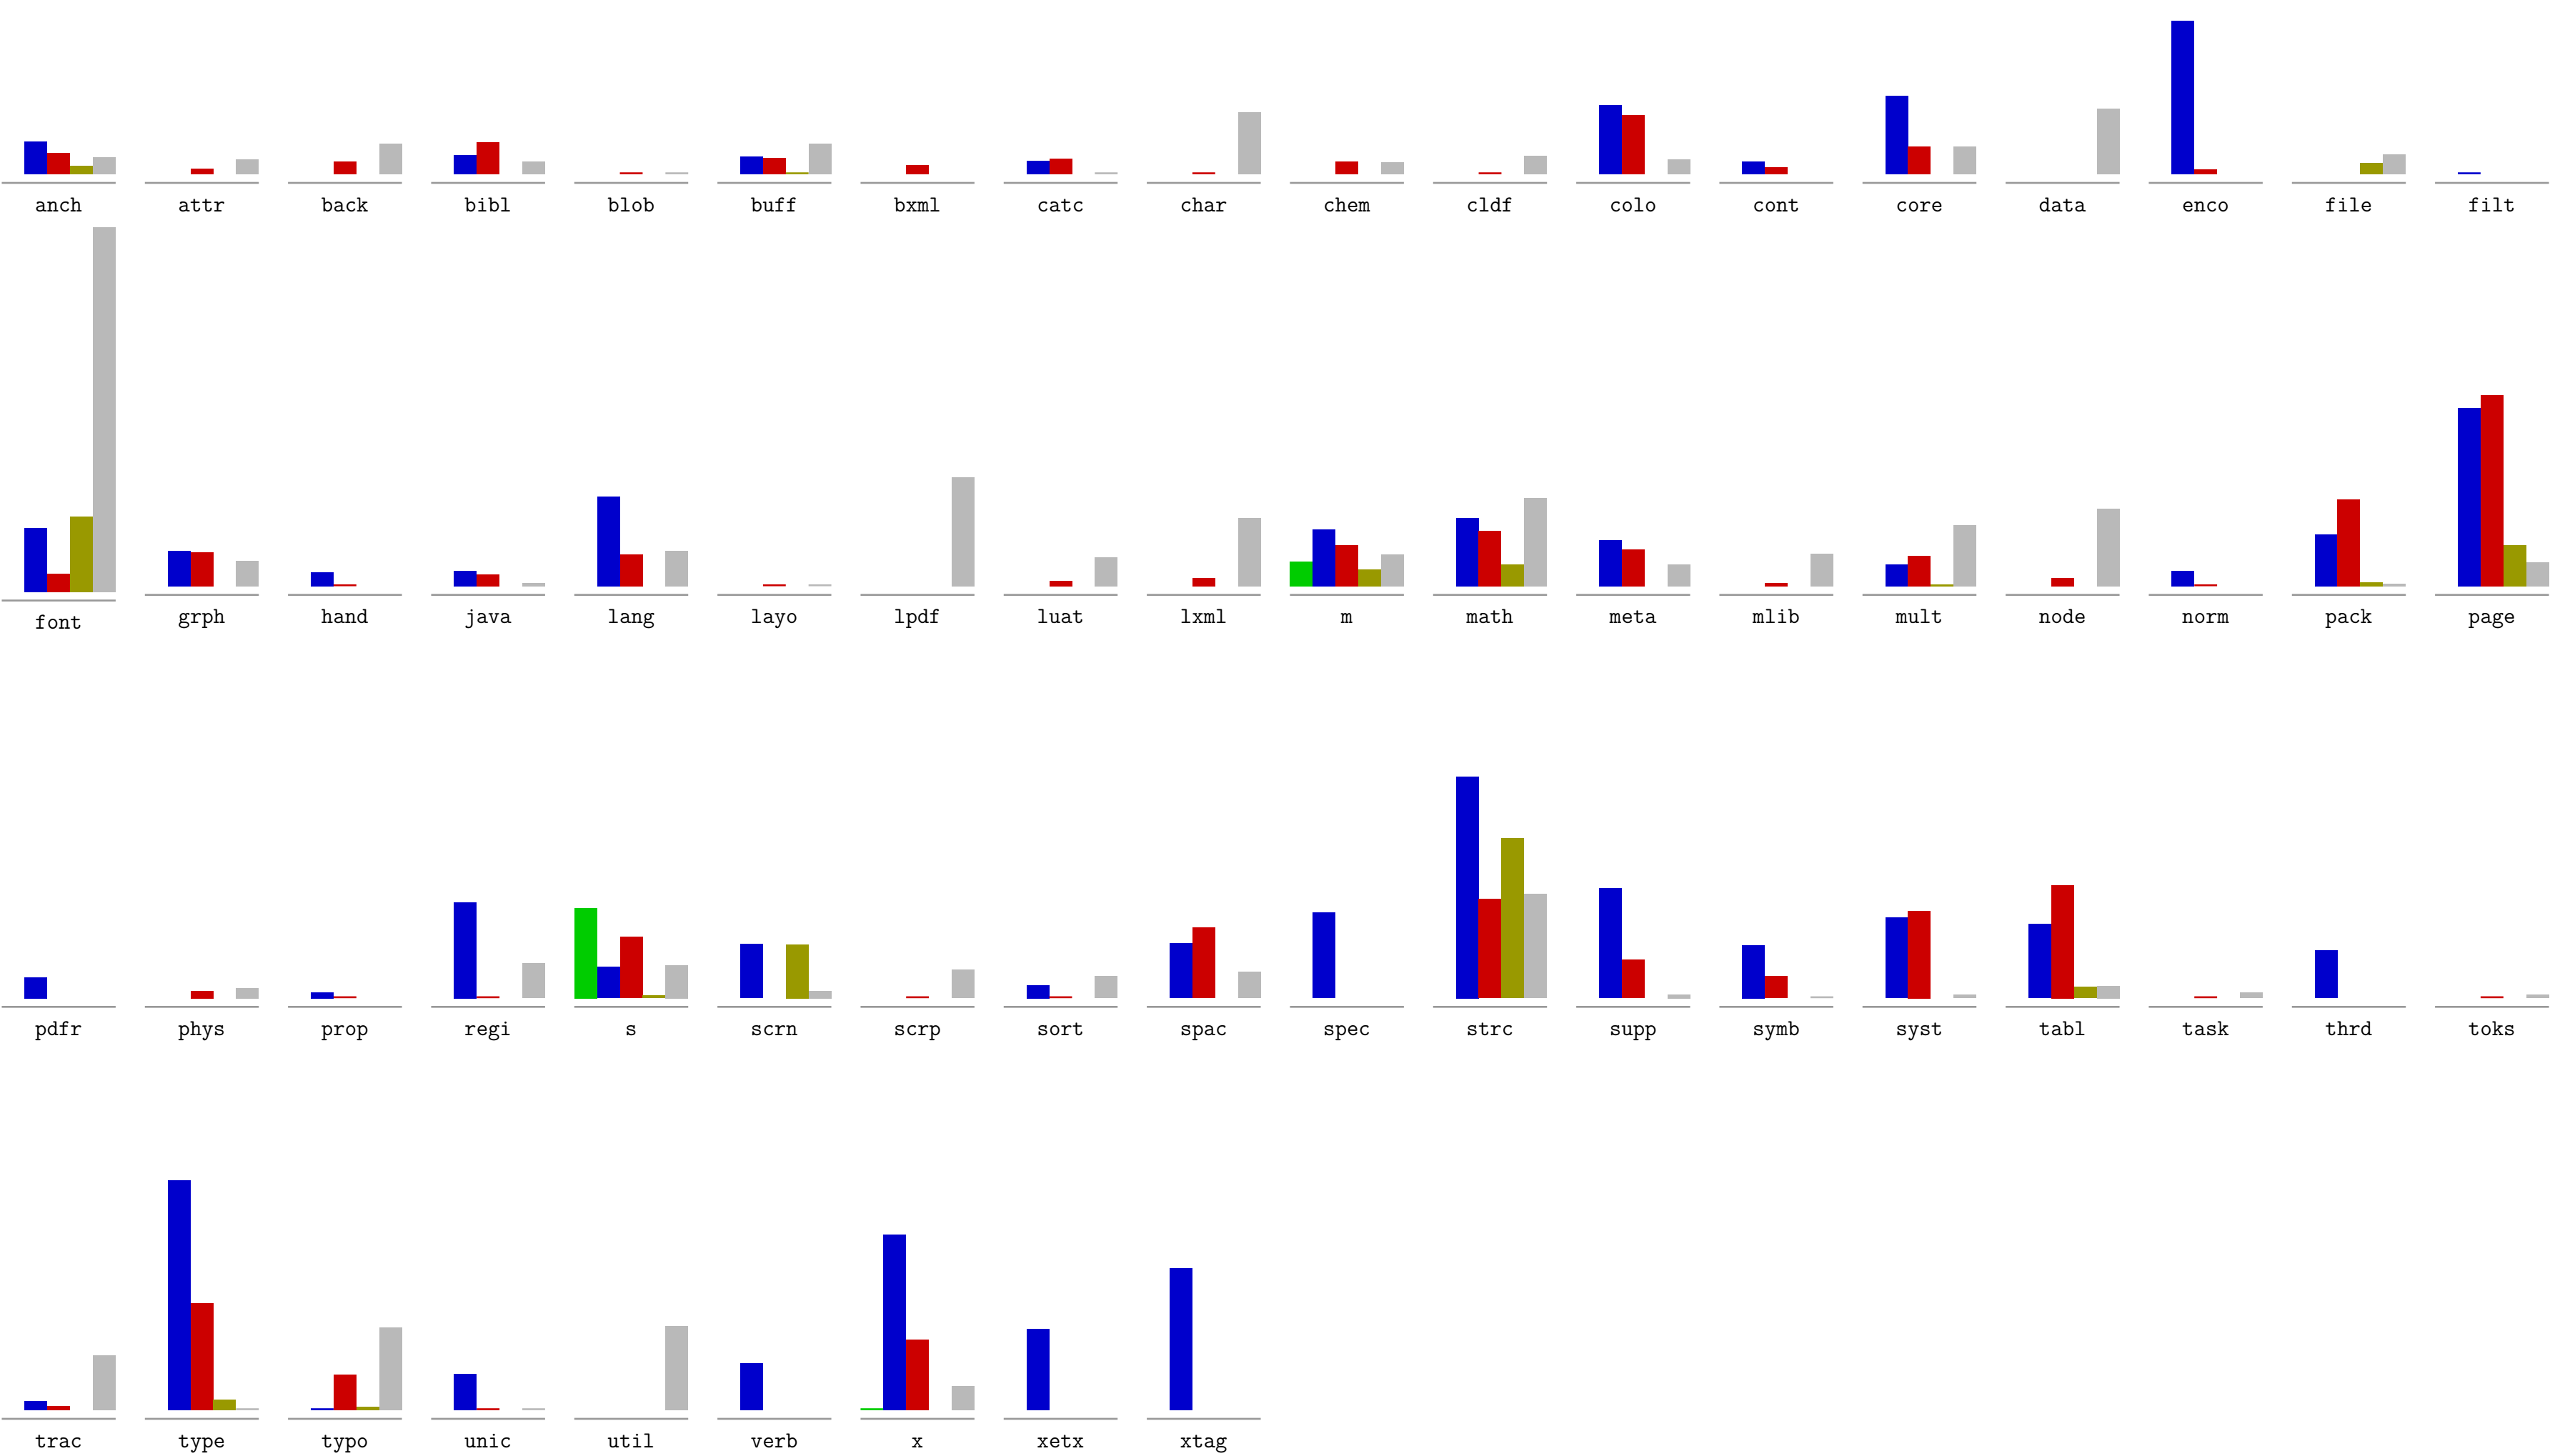 anch attr back bibl blob buff bxml catc char chem cldf colo cont core data enco file filt
font grph hand java lang layo lpdf luat lxml m math meta mlib mult node norm pack page
pdfr phys prop regi s scrn scrp sort spac spec strc supp symb syst tabl task thrd toks
trac type typo unic util verb x xetx xtag